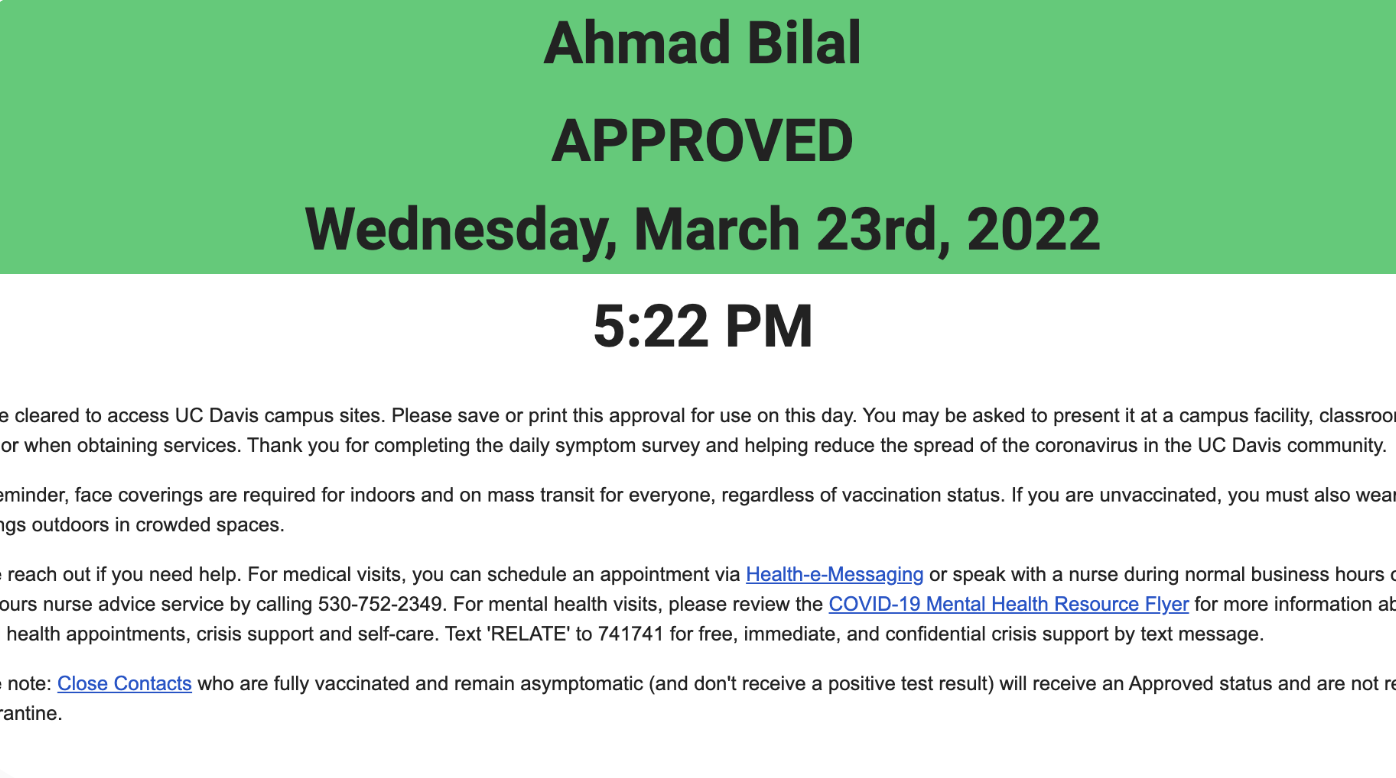 Ahmad Bilal
APPROVED
Wednesday, March 23rd, 2022
5:22 PM
e cleared to access UC Davis campus sites. Please save or print this approval for use on this day. You may be asked to present it at a campus facility, classroo
or when obtaining services. Thank you for completing the daily symptom survey and helping reduce the spread of the coronavirus in the UC Davis community.
eminder, face coverings are required for indoors and on mass transit for everyone, regardless of vaccination status. If you are unvaccinated, you must also wear
ngs outdoors in crowded spaces.
e reach out if you need help. For medical visits, you can schedule an appointment via Health-e-Messaging or speak with a nurse during normal business hours o
ours nurse advice service by calling 530-752-2349. For mental health visits, please review the COVID-19 Mental Health Resource Flyer for more information ab
health appointments, crisis support and self-care. Text 'RELATE' to 741741 for free, immediate, and confidential crisis support by text message.
e note: Close Contacts who are fully vaccinated and remain asymptomatic (and don't receive a positive test result) will receive an Approved status and are not re
rantine.